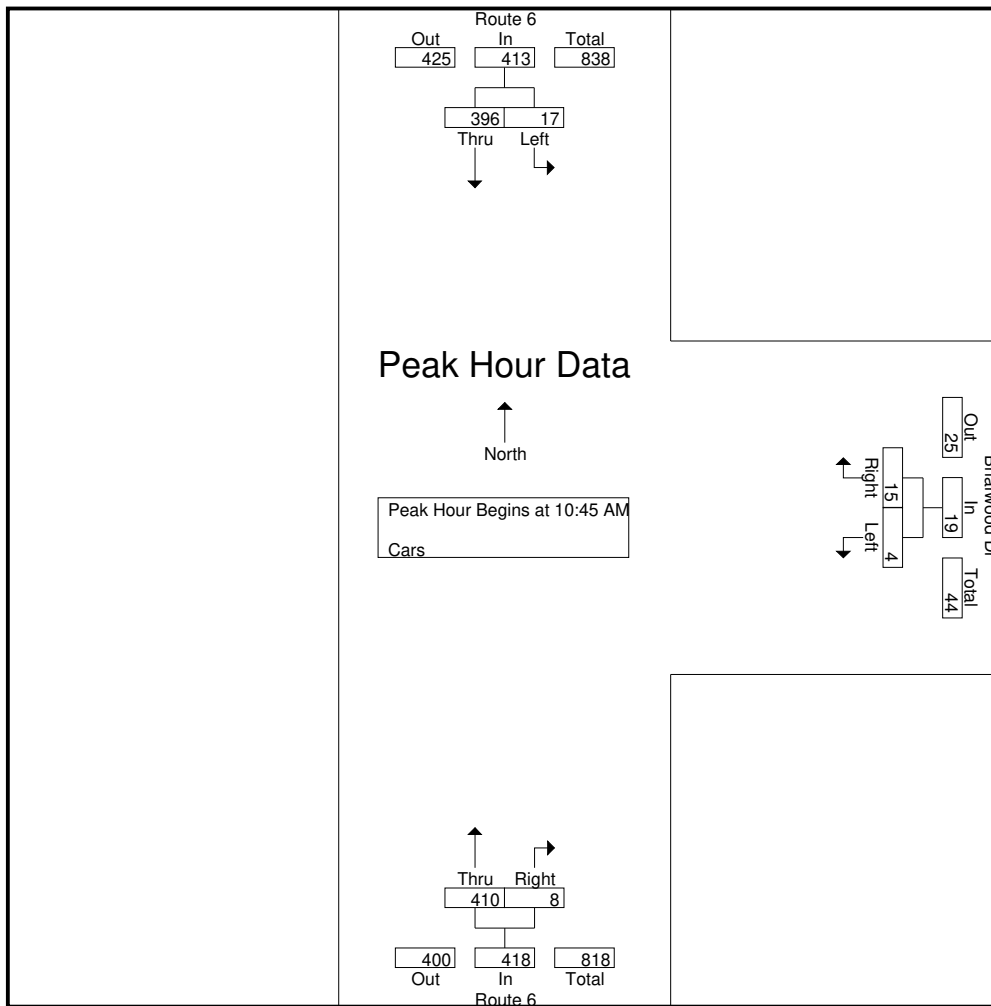 Route 6
Out In Total
425 413 838
396 17
Thru Left
Peak Hour Data
North
Peak Hour Begins at 10:45 AM
Cars
Out In Total
25 19 44
15 4
Right Left
Thru Right
410 8
400 418 818
Out In Total
Route 6